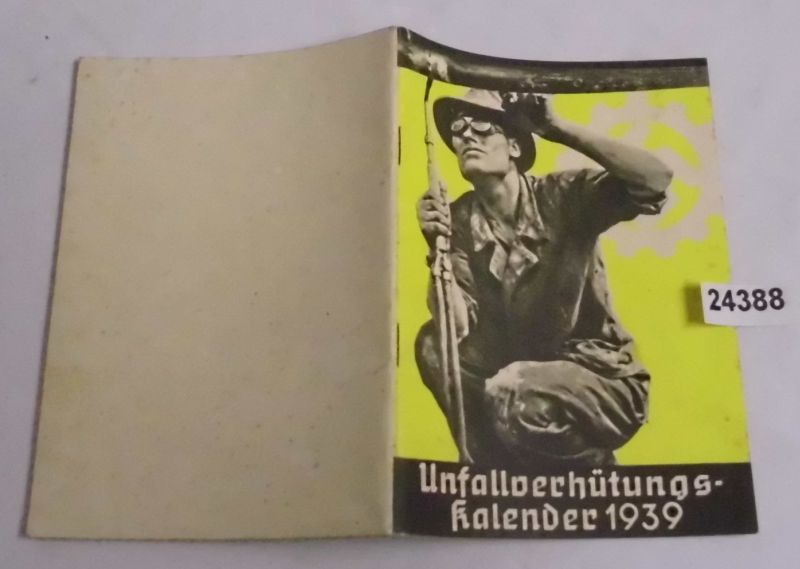 24388
Unfallverhütungs-
kalender 1939